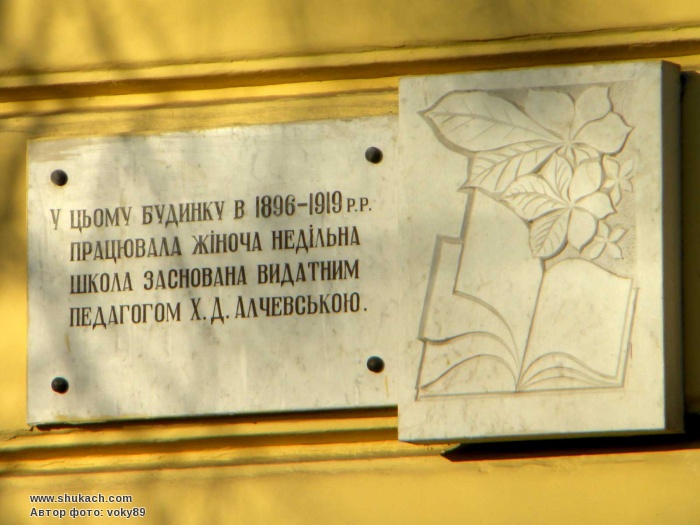 У ЦЬОМУ БУДИНКУ В 1896-1919 Р.Р.
ПРАЦЮВАЛА ЖІНОЧА НЕДІЛЬНА
ШКОЛА ЗАСНОВАНА ВИДАТНИМ
ПЕДАГОГОМ Х.Д. АЛЧЕВСЬКОЮ.
www.shukach.com
Автор фото: voky89